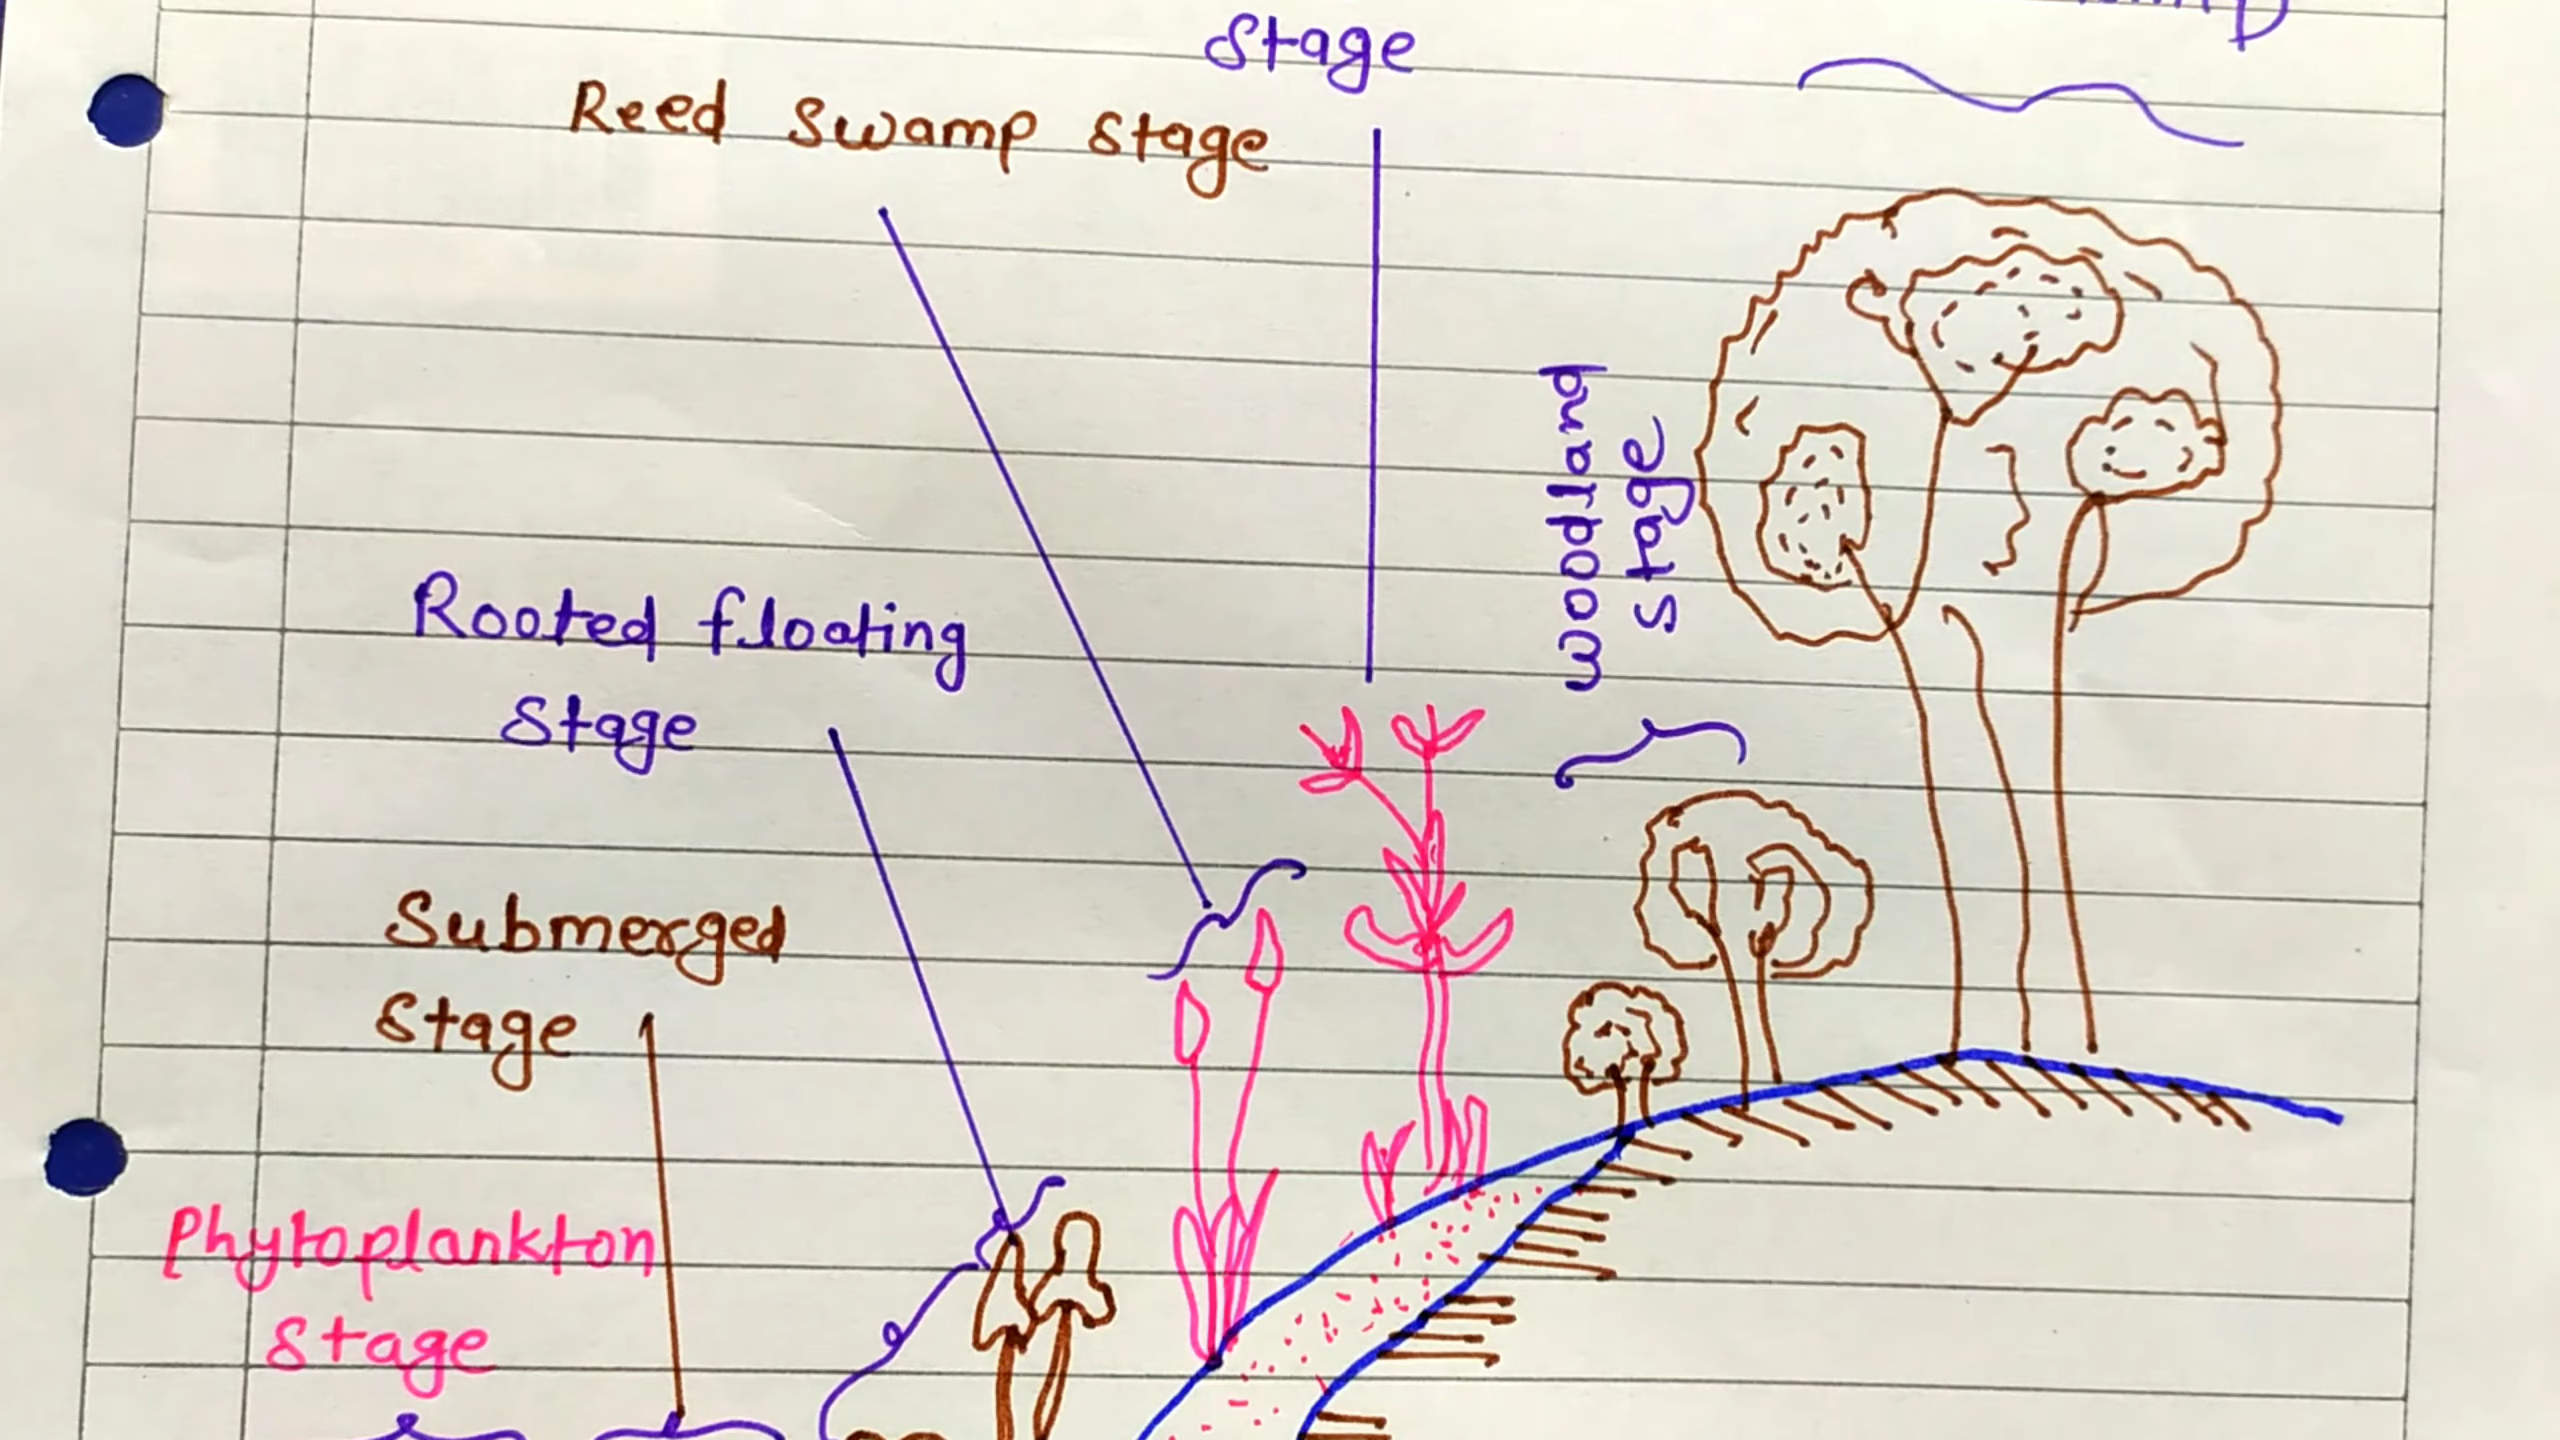 Stage
Reed swamp stage
woodland
stage
Rooted floating
stage
Submerged
stage
Phytoplankton
stage